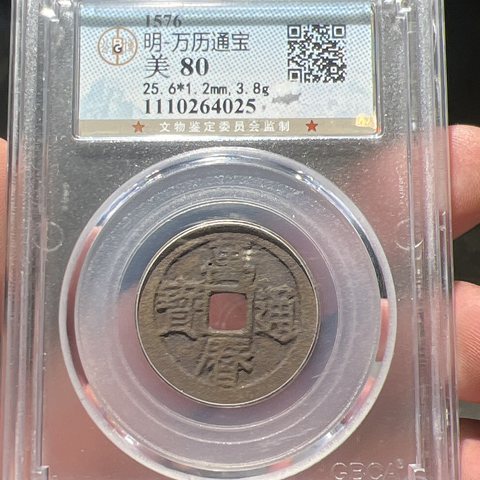 1576
明·万历通宝
美 80
25.6*1.2mm,3.8g
1110264025
★ 文物鉴定委员会监制 ★
萬
寶 通
曆
GBCA